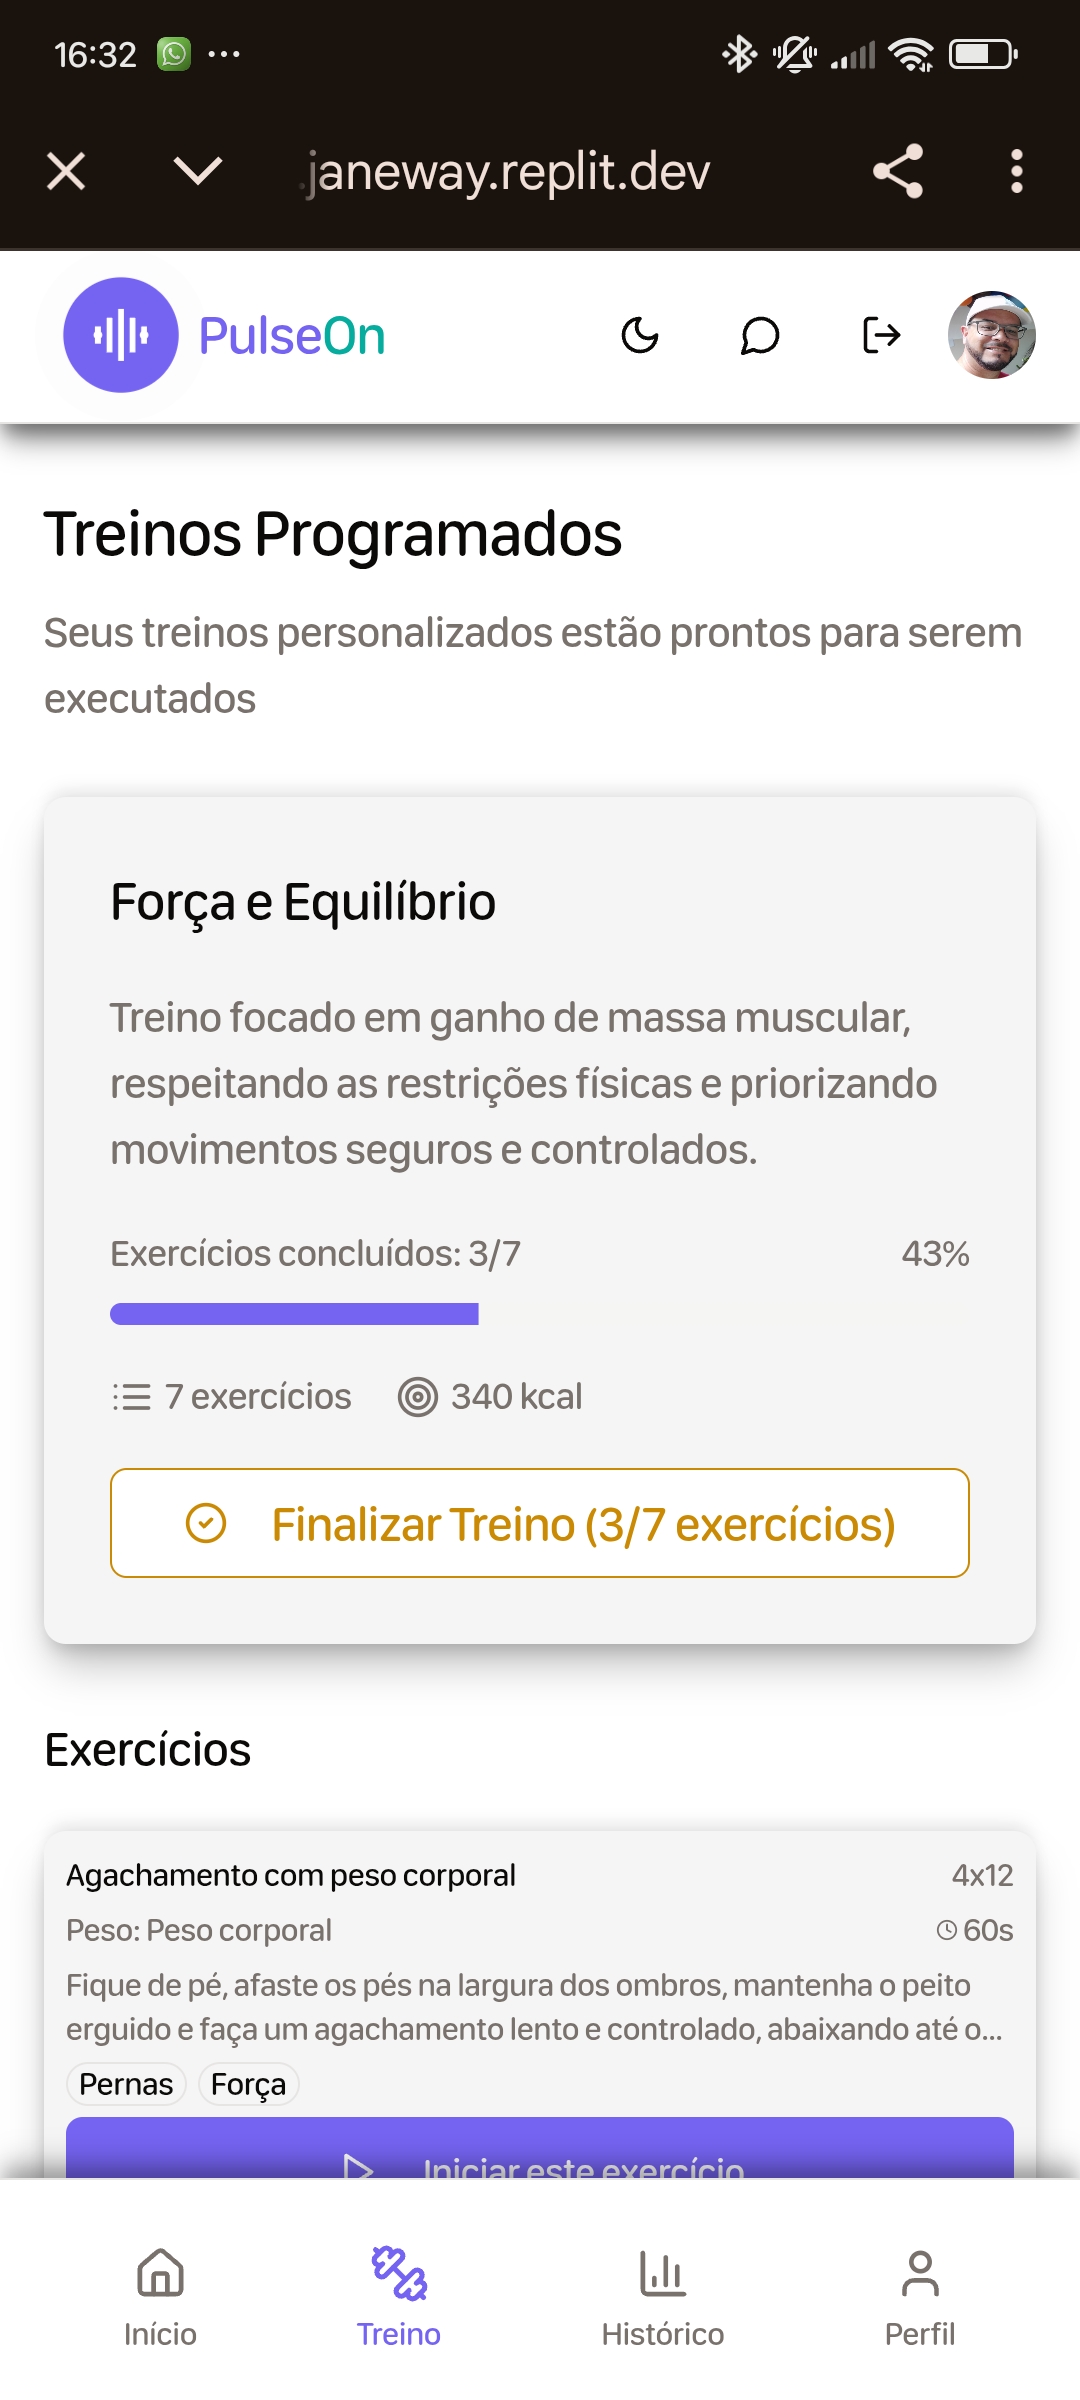 16:32
.janeway.replit.dev
PulseOn
Treinos Programados
Seus treinos personalizados estão prontos para serem
executados
Força e Equilíbrio
Treino focado em ganho de massa muscular,
respeitando as restrições físicas e priorizando
movimentos seguros e controlados.
Exercícios concluídos: 3/7 43%
7 exercícios 340 kcal
Finalizar Treino (3/7 exercícios)
Exercícios
Agachamento com peso corporal 4x12
Peso: Peso corporal 60s
Fique de pé, afaste os pés na largura dos ombros, mantenha o peito
erguido e faça um agachamento lento e controlado, abaixando até o...
Pernas Força
Iniciar este exercício
Início Treino Histórico Perfil